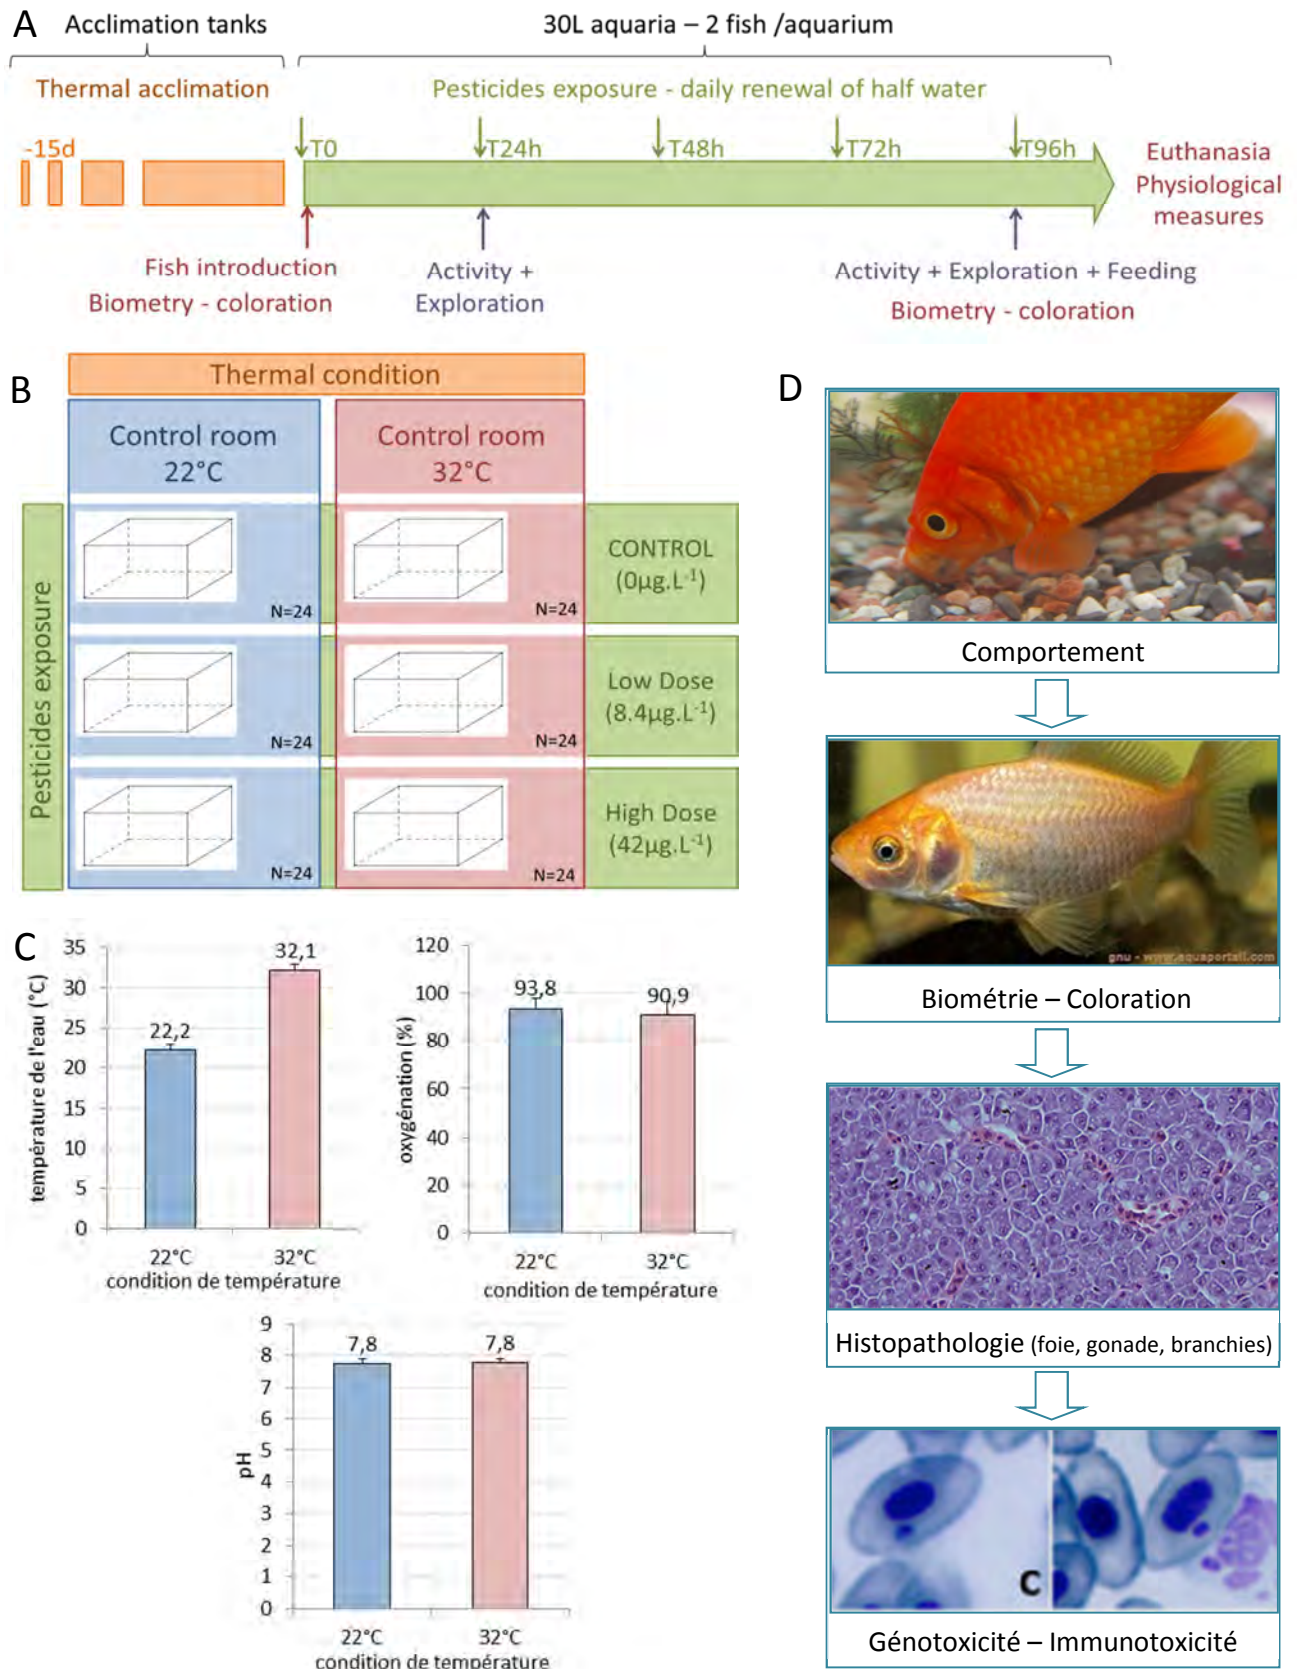 A
Acclimation tanks
30L aquaria – 2 fish /aquarium
Thermal acclimation
Pesticides exposure - daily renewal of half water
-15d
T0
T24h
T48h
T72h
T96h
Euthanasia
Physiological
measures
Fish introduction
Biometry - coloration
Activity +
Exploration
Activity + Exploration + Feeding
Biometry - coloration
B
Thermal condition
Control room
22°C
Control room
32°C
Pesticides exposure
N=24
N=24
CONTROL
(0µg.L⁻¹)
N=24
N=24
Low Dose
(8.4µg.L⁻¹)
N=24
N=24
High Dose
(42µg.L⁻¹)
C
température de l'eau (°C)
35
30
25
20
15
10
5
0
22,2
32,1
22°C
32°C
condition de température
oxygénation (%)
120
100
80
60
40
20
0
93,8
90,9
22°C
32°C
condition de température
pH
9
8
7
6
5
4
3
2
1
0
7,8
7,8
22°C
32°C
condition de température
D
Comportement
gnu - www.aquaportail.com
Biométrie – Coloration
Histopathologie (foie, gonade, branchies)
C
Génotoxicité – Immunotoxicité